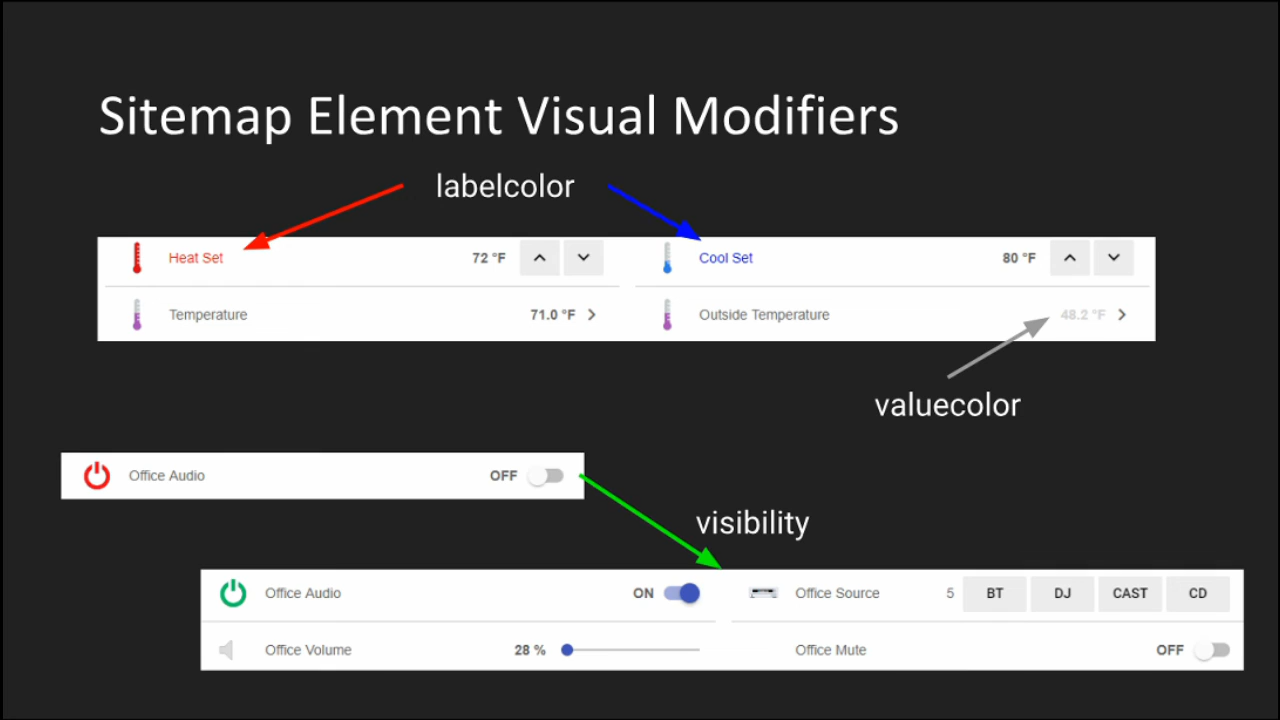 Sitemap Element Visual Modifiers
labelcolor
Heat Set 72 °F Cool Set 80 °F
Temperature 71.0 °F Outside Temperature 48.2 °F
valuecolor
Office Audio OFF
visibility
Office Audio ON Office Source 5 BT DJ CAST CD
Office Volume 28 % Office Mute OFF